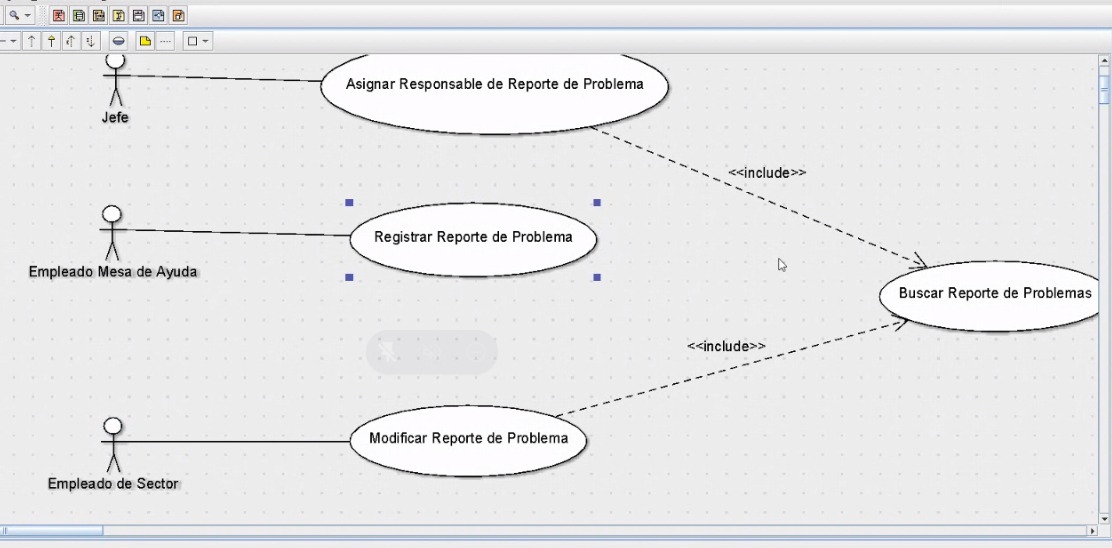 Asignar Responsable de Reporte de Problema
Jefe
<<include>>
Registrar Reporte de Problema
Empleado Mesa de Ayuda
Buscar Reporte de Problemas
<<include>>
Modificar Reporte de Problema
Empleado de Sector